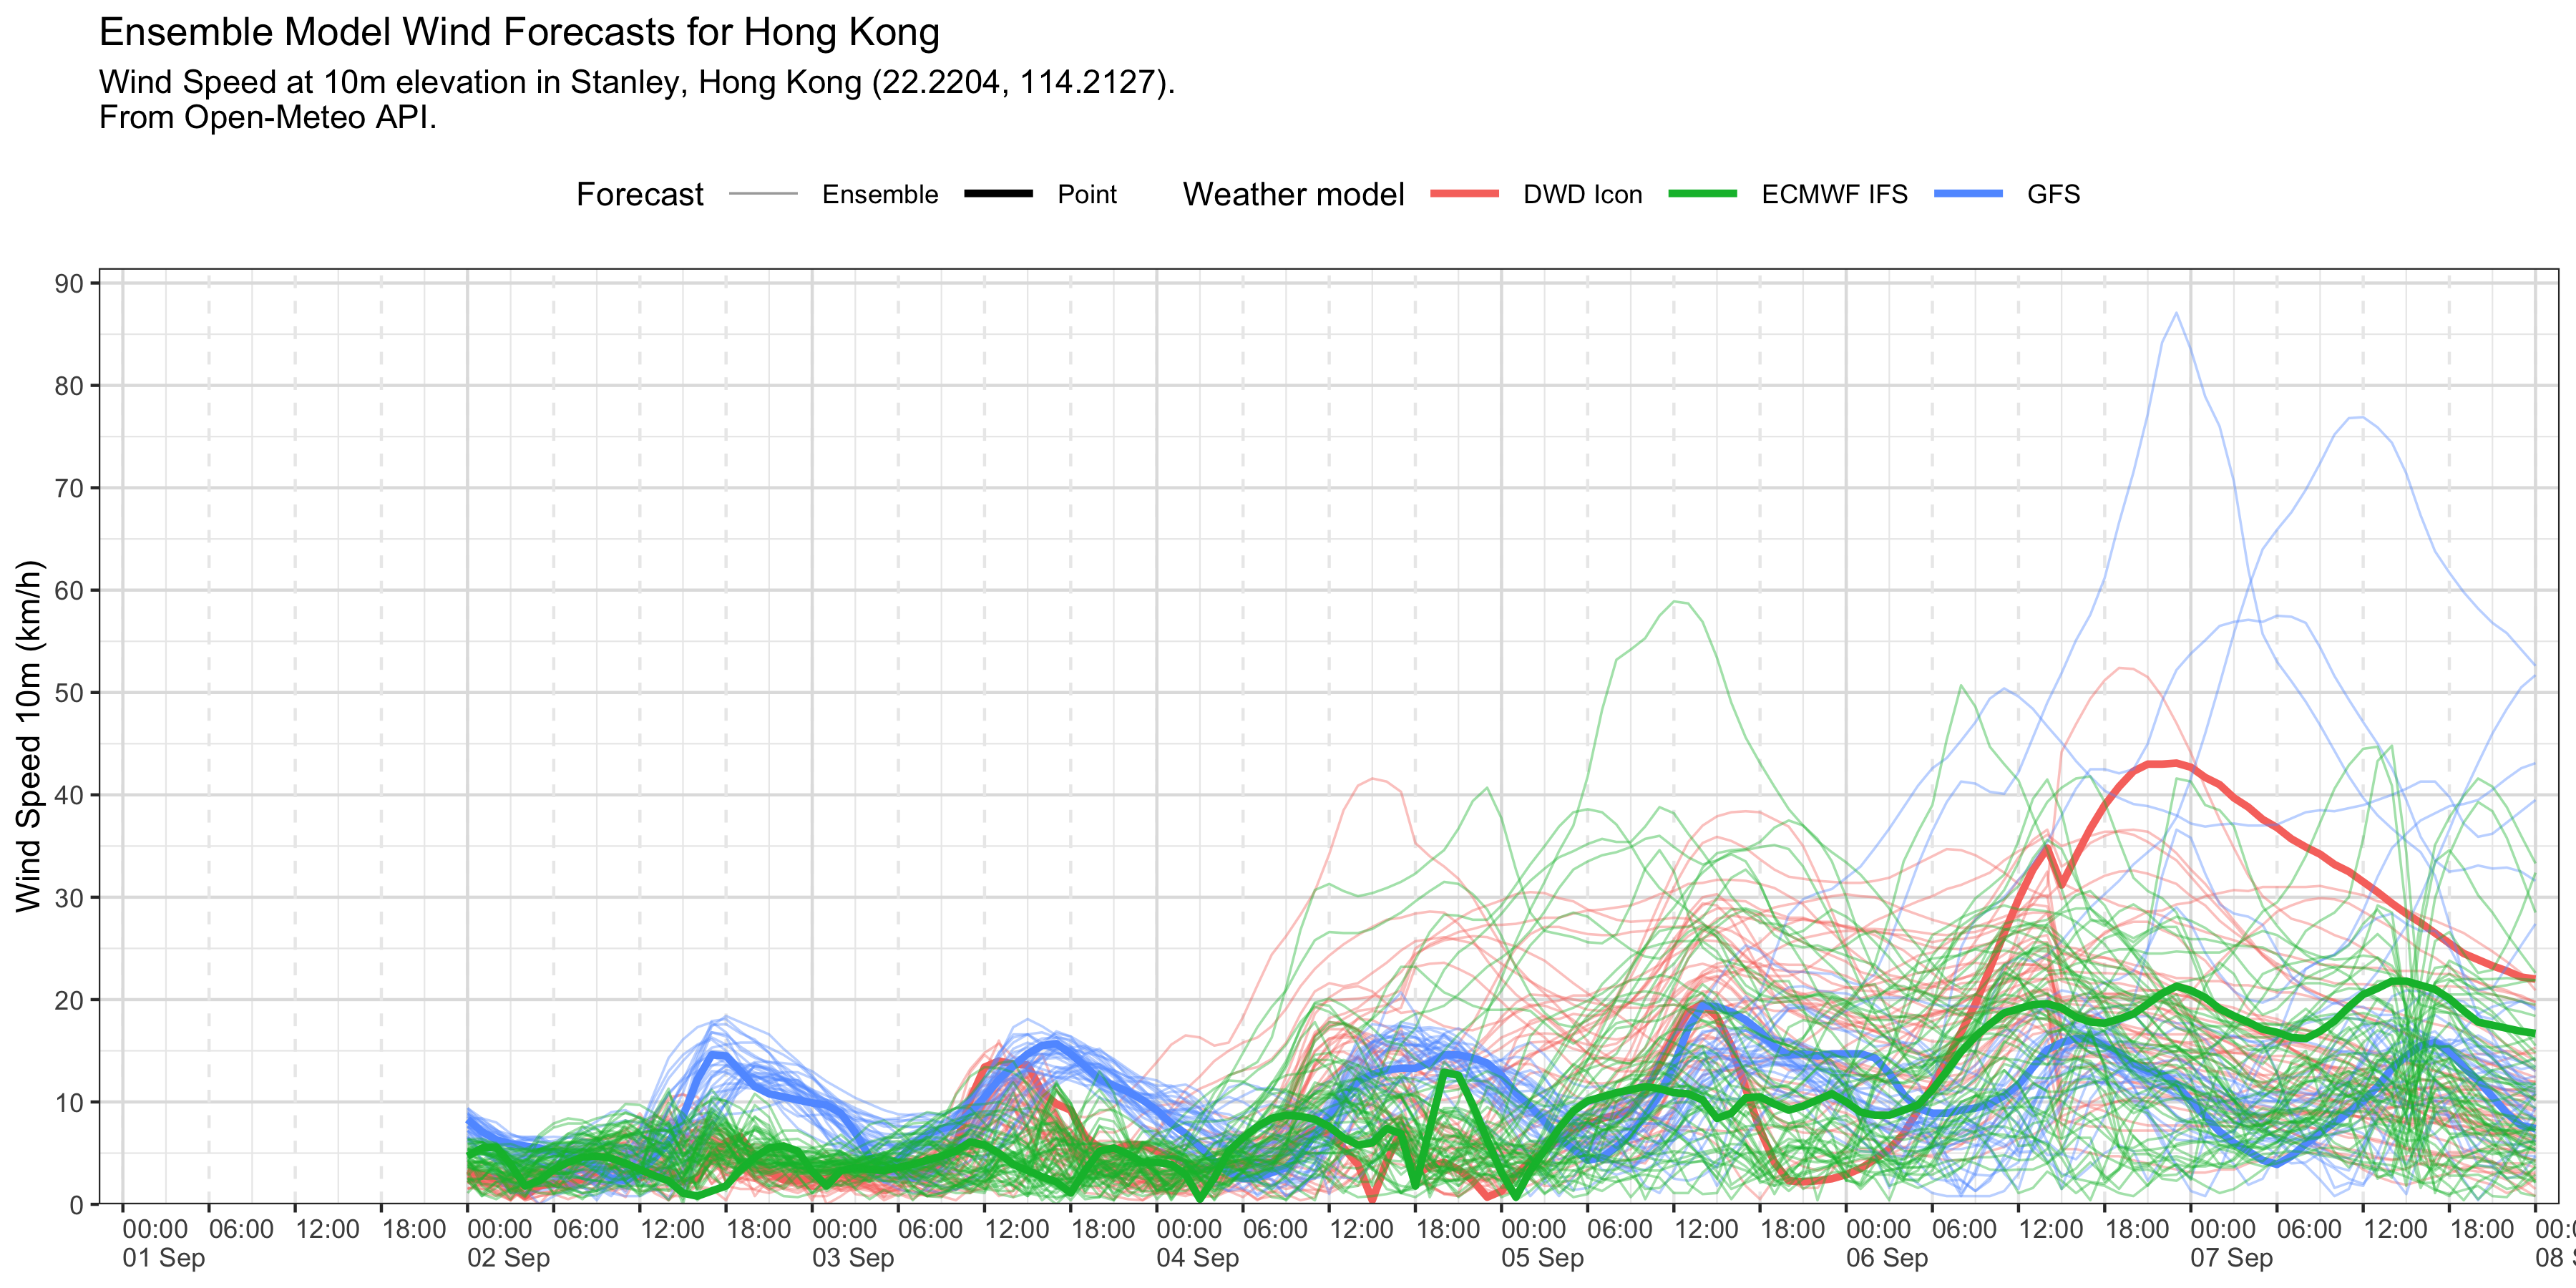 Ensemble Model Wind Forecasts for Hong Kong
Wind Speed at 10m elevation in Stanley, Hong Kong (22.2204, 114.2127).
From Open-Meteo API.
Forecast Ensemble Point Weather model DWD Icon ECMWF IFS GFS
Wind Speed 10m (km/h)
90
80
70
60
50
40
30
20
10
0
00:00 06:00 12:00 18:00 00:00 06:00 12:00 18:00 00:00 06:00 12:00 18:00 00:00 06:00 12:00 18:00 00:00 06:00 12:00 18:00 00:00 06:00 12:00 18:00 00:00 06:00 12:00 18:00
01 Sep 02 Sep 03 Sep 04 Sep 05 Sep 06 Sep 07 Sep 08